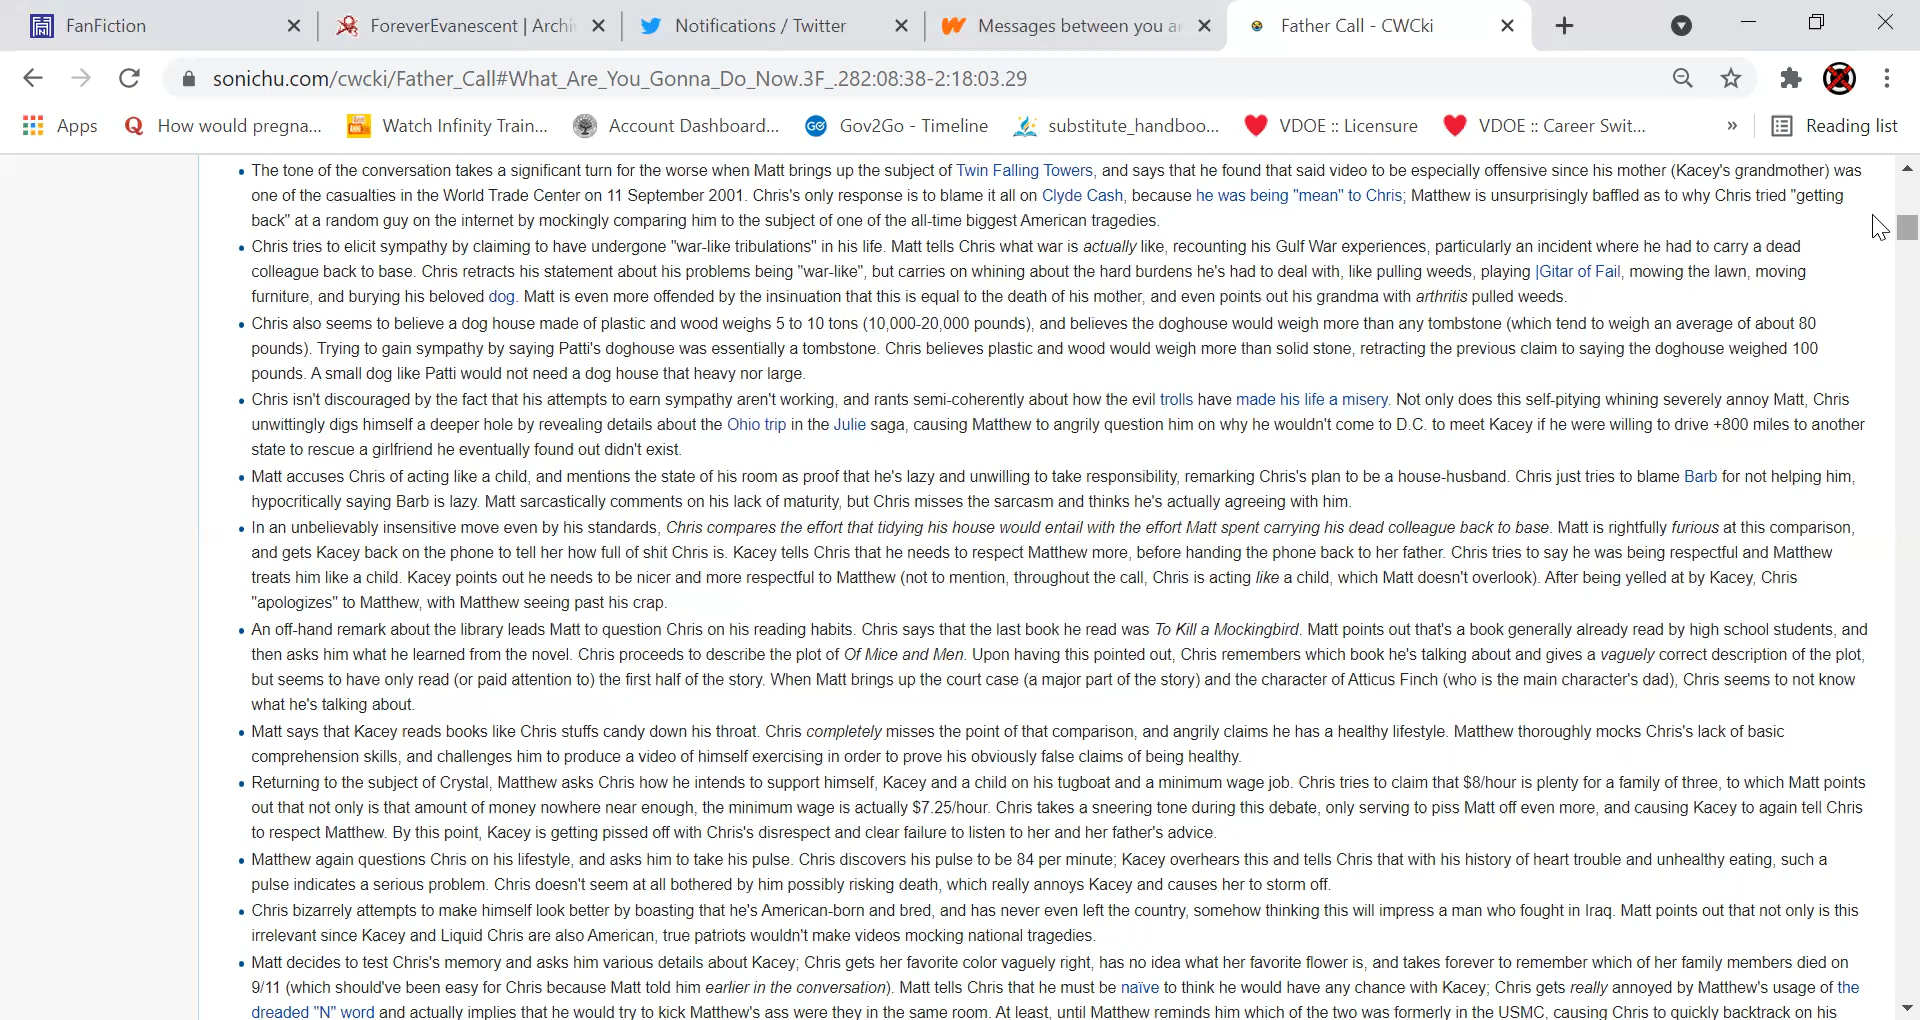 FanFiction
ForeverEvanescent | Archi
Notifications / Twitter
Messages between you ar
Father Call - CWCki
sonichu.com/cwcki/Father_Call#What_Are_You_Gonna_Do_Now.3F_.282:08:38-2:18:03.29
Apps
How would pregna...
Watch Infinity Train...
Account Dashboard...
GO
Gov2Go - Timeline
substitute_handboo...
VDOE :: Licensure
VDOE :: Career Swit...
»
Reading list
• The tone of the conversation takes a significant turn for the worse when Matt brings up the subject of Twin Falling Towers, and says that he found that said video to be especially offensive since his mother (Kacey's grandmother) was
one of the casualties in the World Trade Center on 11 September 2001. Chris's only response is to blame it all on Clyde Cash, because he was being "mean" to Chris; Matthew is unsurprisingly baffled as to why Chris tried "getting
back" at a random guy on the internet by mockingly comparing him to the subject of one of the all-time biggest American tragedies.
• Chris tries to elicit sympathy by claiming to have undergone "war-like tribulations" in his life. Matt tells Chris what war is actually like, recounting his Gulf War experiences, particularly an incident where he had to carry a dead
colleague back to base. Chris retracts his statement about his problems being "war-like", but carries on whining about the hard burdens he's had to deal with, like pulling weeds, playing |Gitar of Fail, mowing the lawn, moving
furniture, and burying his beloved dog. Matt is even more offended by the insinuation that this is equal to the death of his mother, and even points out his grandma with arthritis pulled weeds.
• Chris also seems to believe a dog house made of plastic and wood weighs 5 to 10 tons (10,000-20,000 pounds), and believes the doghouse would weigh more than any tombstone (which tend to weigh an average of about 80
pounds). Trying to gain sympathy by saying Patti's doghouse was essentially a tombstone. Chris believes plastic and wood would weigh more than solid stone, retracting the previous claim to saying the doghouse weighed 100
pounds. A small dog like Patti would not need a dog house that heavy nor large.
• Chris isn't discouraged by the fact that his attempts to earn sympathy aren't working, and rants semi-coherently about how the evil trolls have made his life a misery. Not only does this self-pitying whining severely annoy Matt, Chris
unwittingly digs himself a deeper hole by revealing details about the Ohio trip in the Julie saga, causing Matthew to angrily question him on why he wouldn't come to D.C. to meet Kacey if he were willing to drive +800 miles to another
state to rescue a girlfriend he eventually found out didn't exist.
• Matt accuses Chris of acting like a child, and mentions the state of his room as proof that he's lazy and unwilling to take responsibility, remarking Chris's plan to be a house-husband. Chris just tries to blame Barb for not helping him,
hypocritically saying Barb is lazy. Matt sarcastically comments on his lack of maturity, but Chris misses the sarcasm and thinks he's actually agreeing with him.
• In an unbelievably insensitive move even by his standards, Chris compares the effort that tidying his house would entail with the effort Matt spent carrying his dead colleague back to base. Matt is rightfully furious at this comparison,
and gets Kacey back on the phone to tell her how full of shit Chris is. Kacey tells Chris that he needs to respect Matthew more, before handing the phone back to her father. Chris tries to say he was being respectful and Matthew
treats him like a child. Kacey points out he needs to be nicer and more respectful to Matthew (not to mention, throughout the call, Chris is acting like a child, which Matt doesn't overlook). After being yelled at by Kacey, Chris
"apologizes" to Matthew, with Matthew seeing past his crap.
• An off-hand remark about the library leads Matt to question Chris on his reading habits. Chris says that the last book he read was To Kill a Mockingbird. Matt points out that's a book generally already read by high school students, and
then asks him what he learned from the novel. Chris proceeds to describe the plot of Of Mice and Men. Upon having this pointed out, Chris remembers which book he's talking about and gives a vaguely correct description of the plot,
but seems to have only read (or paid attention to) the first half of the story. When Matt brings up the court case (a major part of the story) and the character of Atticus Finch (who is the main character's dad), Chris seems to not know
what he's talking about.
• Matt says that Kacey reads books like Chris stuffs candy down his throat. Chris completely misses the point of that comparison, and angrily claims he has a healthy lifestyle. Matthew thoroughly mocks Chris's lack of basic
comprehension skills, and challenges him to produce a video of himself exercising in order to prove his obviously false claims of being healthy.
• Returning to the subject of Crystal, Matthew asks Chris how he intends to support himself, Kacey and a child on his tugboat and a minimum wage job. Chris tries to claim that $8/hour is plenty for a family of three, to which Matt points
out that not only is that amount of money nowhere near enough, the minimum wage is actually $7.25/hour. Chris takes a sneering tone during this debate, only serving to piss Matt off even more, and causing Kacey to again tell Chris
to respect Matthew. By this point, Kacey is getting pissed off with Chris's disrespect and clear failure to listen to her and her father's advice.
• Matthew again questions Chris on his lifestyle, and asks him to take his pulse. Chris discovers his pulse to be 84 per minute; Kacey overhears this and tells Chris that with his history of heart trouble and unhealthy eating, such a
pulse indicates a serious problem. Chris doesn't seem at all bothered by him possibly risking death, which really annoys Kacey and causes her to storm off.
• Chris bizarrely attempts to make himself look better by boasting that he's American-born and bred, and has never even left the country, somehow thinking this will impress a man who fought in Iraq. Matt points out that not only is this
irrelevant since Kacey and Liquid Chris are also American, true patriots wouldn't make videos mocking national tragedies.
• Matt decides to test Chris's memory and asks him various details about Kacey; Chris gets her favorite color vaguely right, has no idea what her favorite flower is, and takes forever to remember which of her family members died on
9/11 (which should've been easy for Chris because Matt told him earlier in the conversation). Matt tells Chris that he must be naïve to think he would have any chance with Kacey; Chris gets really annoyed by Matthew's usage of the
dreaded "N" word and actually implies that he would try to kick Matthew's ass were they in the same room. At least, until Matthew reminds him which of the two was formerly in the USMC, causing Chris to quickly backtrack on his